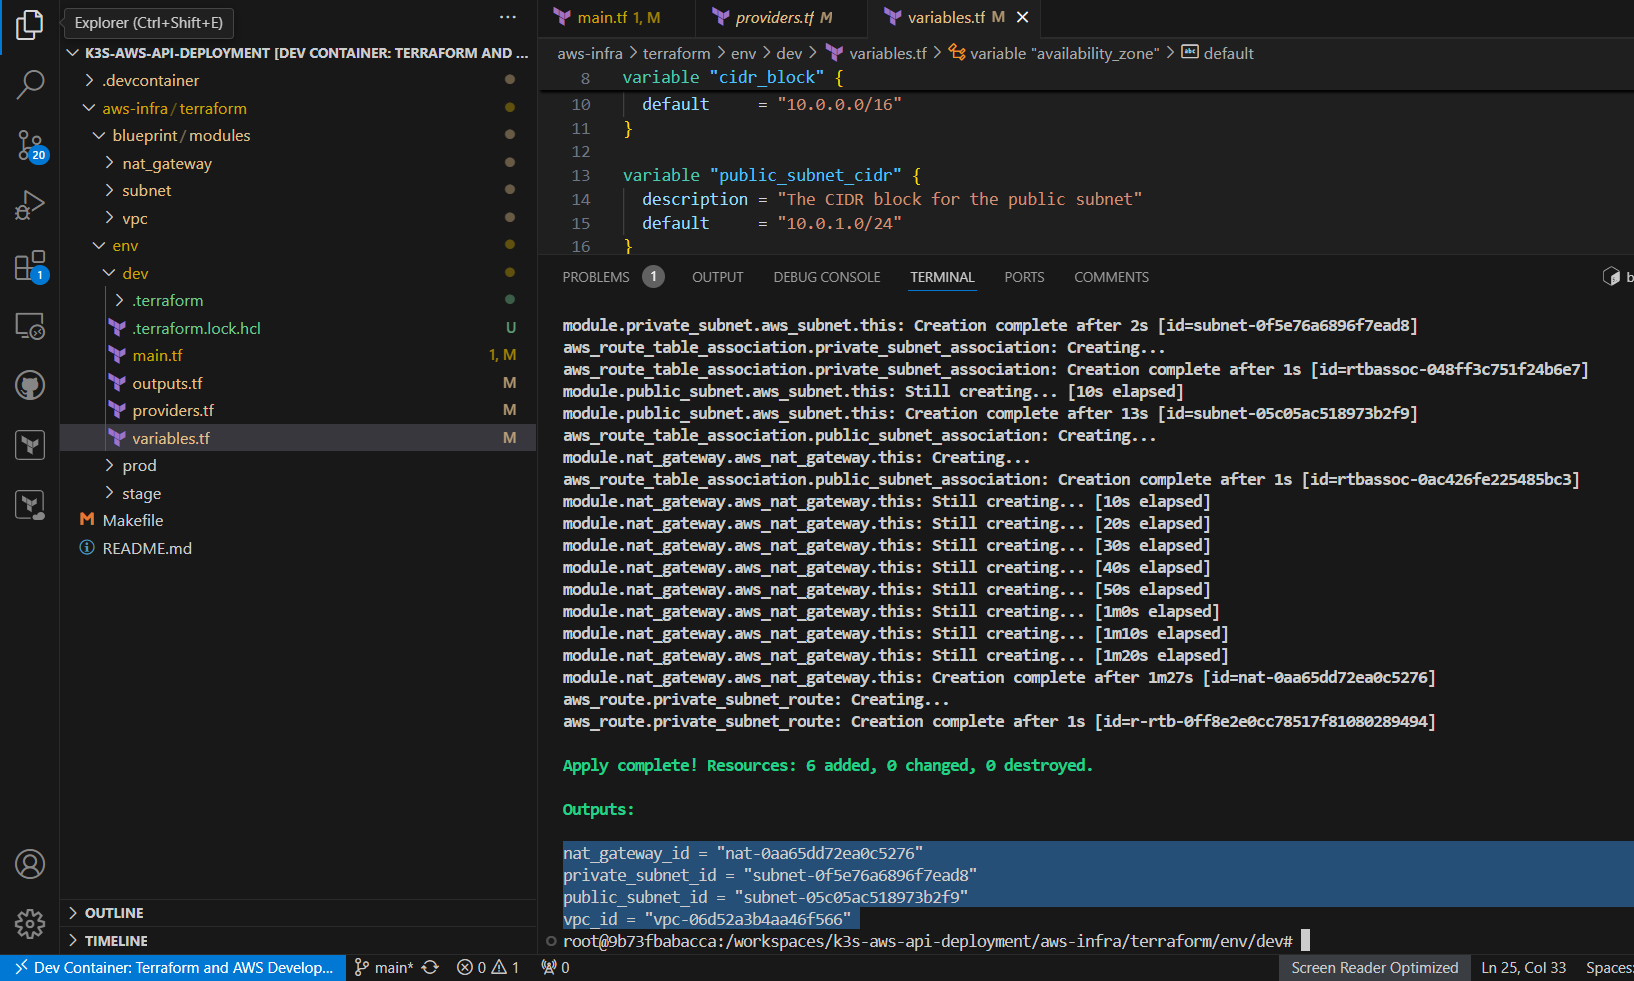 Explorer (Ctrl+Shift+E)
...
K3S-AWS-API-DEPLOYMENT [DEV CONTAINER: TERRAFORM AND ...
.devcontainer
aws-infra / terraform
blueprint / modules
nat_gateway
subnet
vpc
env
dev
.terraform
.terraform.lock.hcl U
main.tf 1, M
outputs.tf M
providers.tf M
variables.tf M
prod
stage
Makefile
README.md
OUTLINE
TIMELINE
20
1
main.tf 1, M
providers.tf M
variables.tf M
aws-infra > terraform > env > dev > variables.tf > variable "availability_zone" > abc default
8 variable "cidr_block" {
10 default = "10.0.0.0/16"
11 }
12
13 variable "public_subnet_cidr" {
14 description = "The CIDR block for the public subnet"
15 default = "10.0.1.0/24"
16 }
PROBLEMS 1 OUTPUT DEBUG CONSOLE TERMINAL PORTS COMMENTS b
module.private_subnet.aws_subnet.this: Creation complete after 2s [id=subnet-0f5e76a6896f7ead8]
aws_route_table_association.private_subnet_association: Creating...
aws_route_table_association.private_subnet_association: Creation complete after 1s [id=rtbassoc-048ff3c751f24b6e7]
module.public_subnet.aws_subnet.this: Still creating... [10s elapsed]
module.public_subnet.aws_subnet.this: Creation complete after 13s [id=subnet-05c05ac518973b2f9]
aws_route_table_association.public_subnet_association: Creating...
module.nat_gateway.aws_nat_gateway.this: Creating...
aws_route_table_association.public_subnet_association: Creation complete after 1s [id=rtbassoc-0ac426fe225485bc3]
module.nat_gateway.aws_nat_gateway.this: Still creating... [10s elapsed]
module.nat_gateway.aws_nat_gateway.this: Still creating... [20s elapsed]
module.nat_gateway.aws_nat_gateway.this: Still creating... [30s elapsed]
module.nat_gateway.aws_nat_gateway.this: Still creating... [40s elapsed]
module.nat_gateway.aws_nat_gateway.this: Still creating... [50s elapsed]
module.nat_gateway.aws_nat_gateway.this: Still creating... [1m0s elapsed]
module.nat_gateway.aws_nat_gateway.this: Still creating... [1m10s elapsed]
module.nat_gateway.aws_nat_gateway.this: Still creating... [1m20s elapsed]
module.nat_gateway.aws_nat_gateway.this: Creation complete after 1m27s [id=nat-0aa65dd72ea0c5276]
aws_route.private_subnet_route: Creating...
aws_route.private_subnet_route: Creation complete after 1s [id=r-rtb-0ff8e2e0cc78517f81080289494]
Apply complete! Resources: 6 added, 0 changed, 0 destroyed.
Outputs:
nat_gateway_id = "nat-0aa65dd72ea0c5276"
private_subnet_id = "subnet-0f5e76a6896f7ead8"
public_subnet_id = "subnet-05c05ac518973b2f9"
vpc_id = "vpc-06d52a3b4aa46f566"
root@9b73fbabacca:/workspaces/k3s-aws-api-deployment/aws-infra/terraform/env/dev#
Dev Container: Terraform and AWS Develop... main* 0 1 0 Screen Reader Optimized Ln 25, Col 33 Spaces: